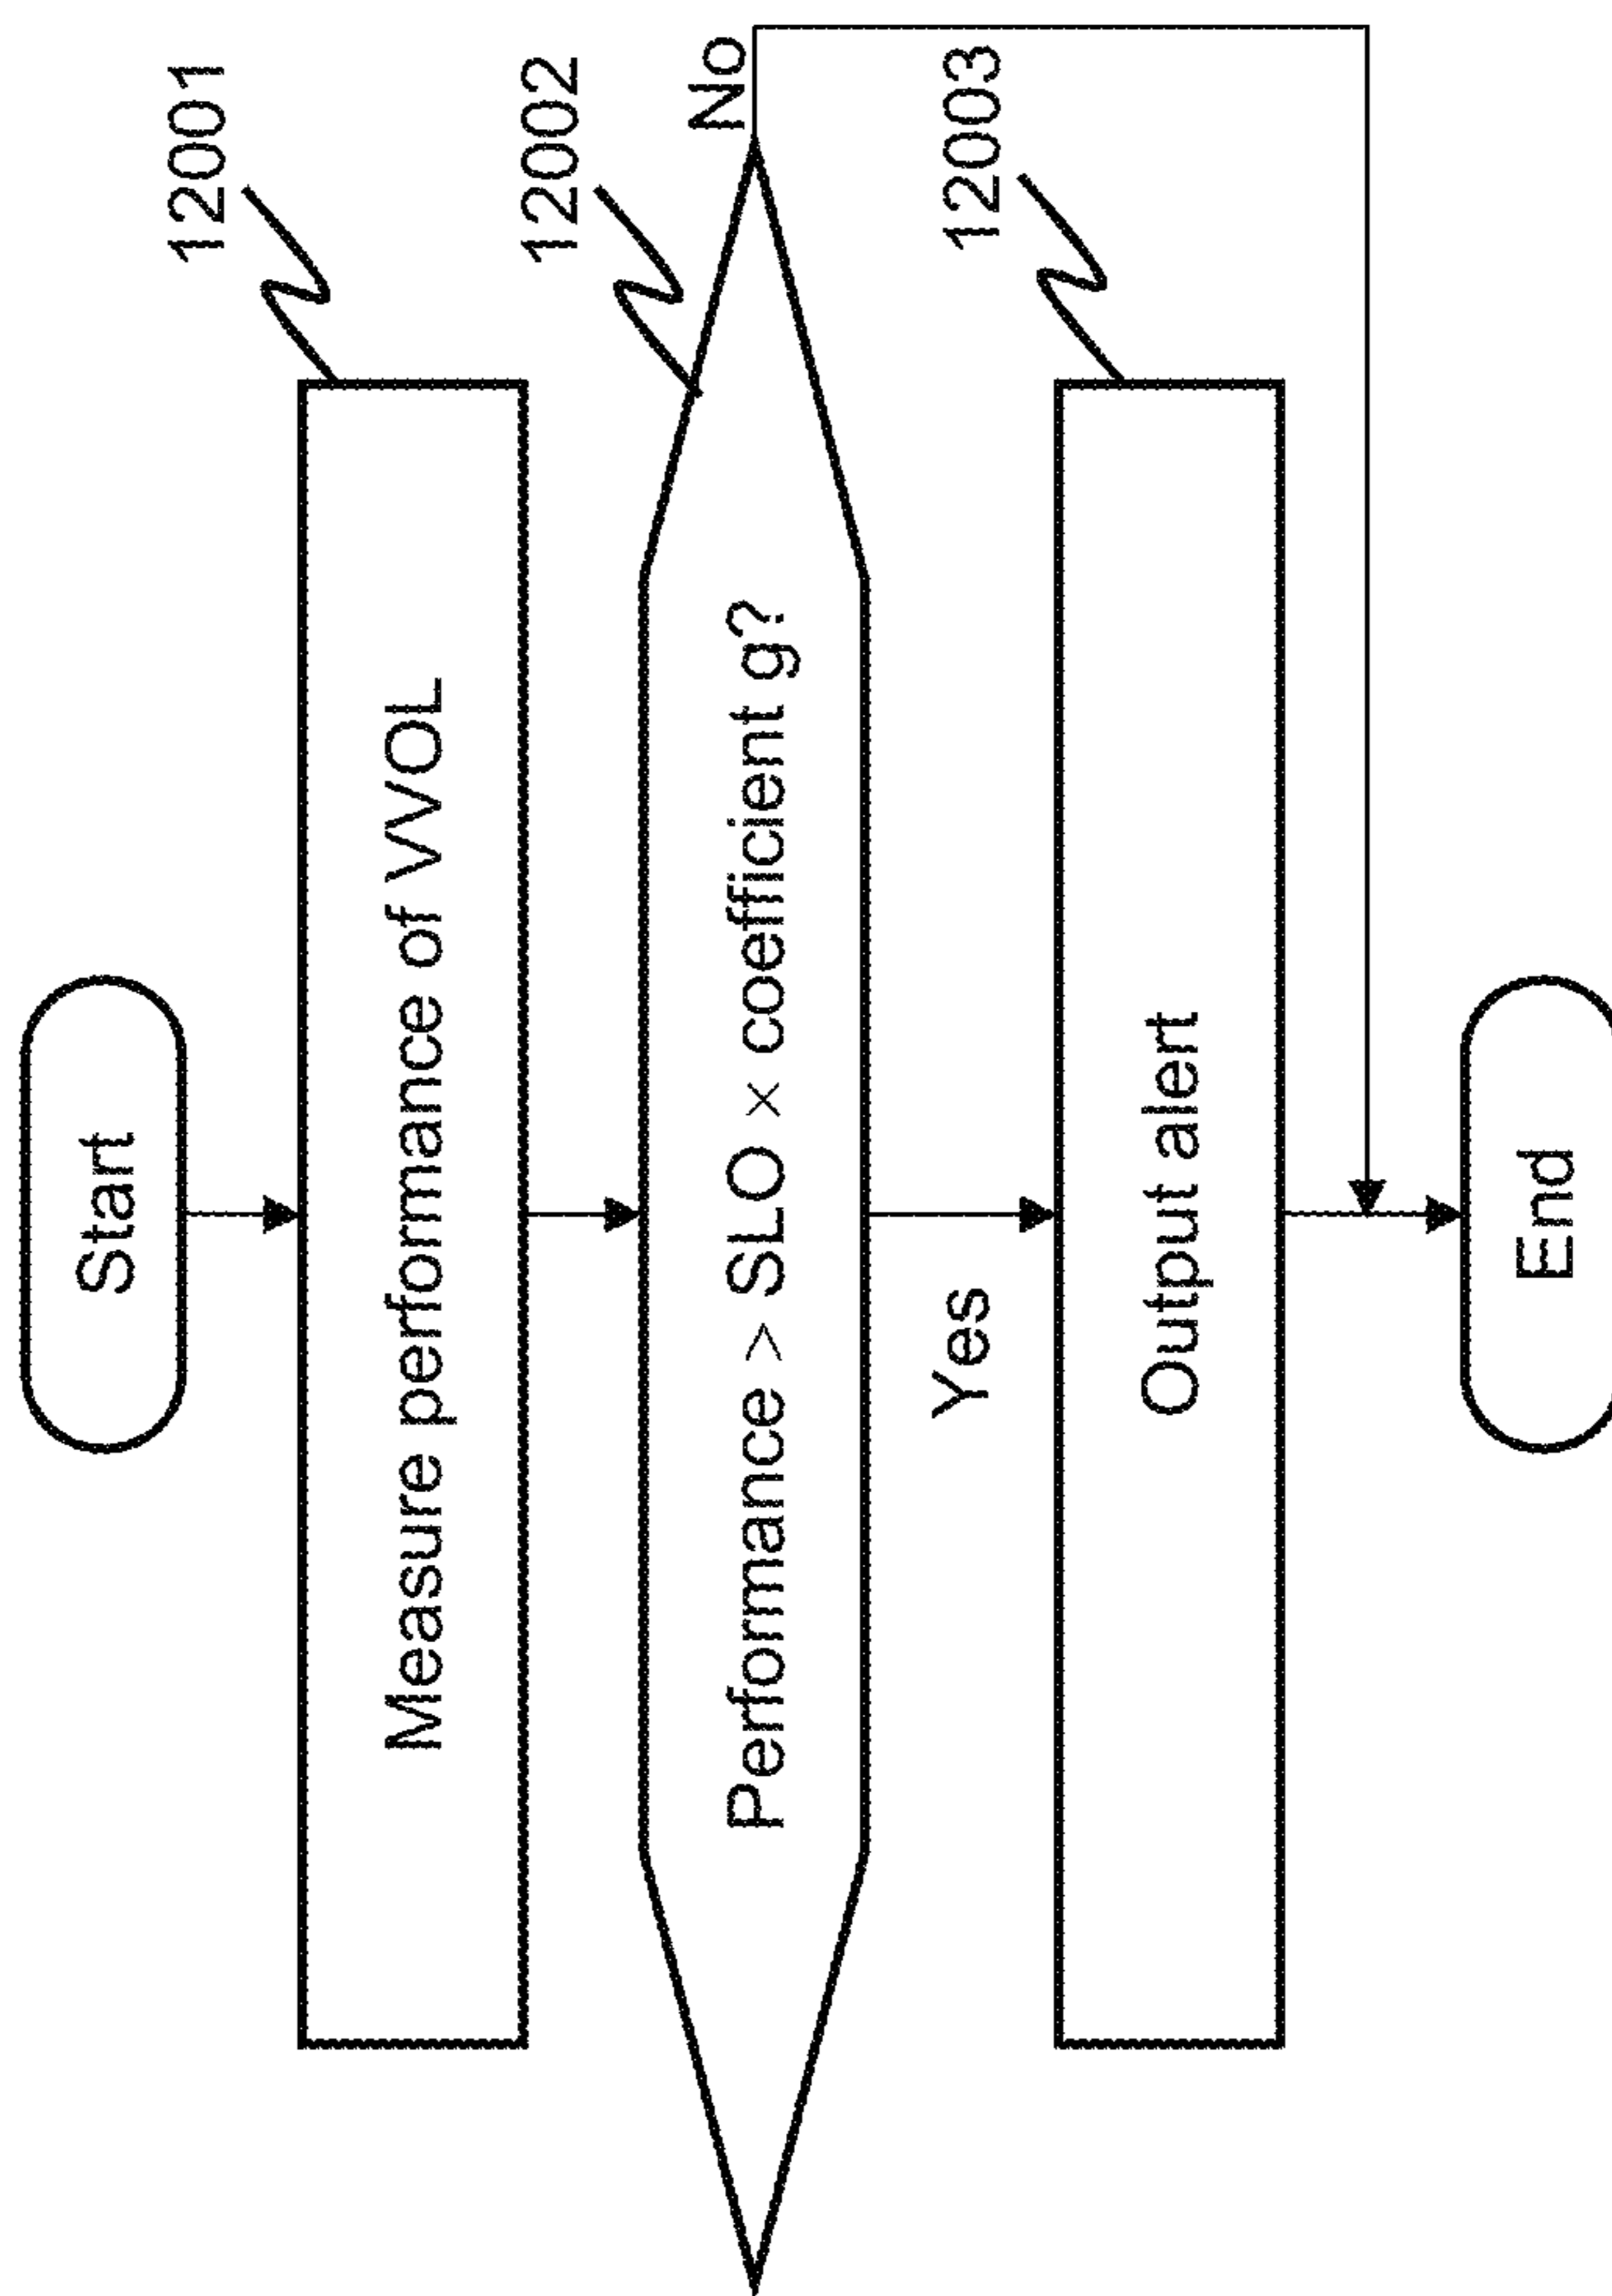 Start
12001
Measure performance of VVOL
12002
Performance > SLO × coefficient g?
No
Yes
12003
Output alert
End